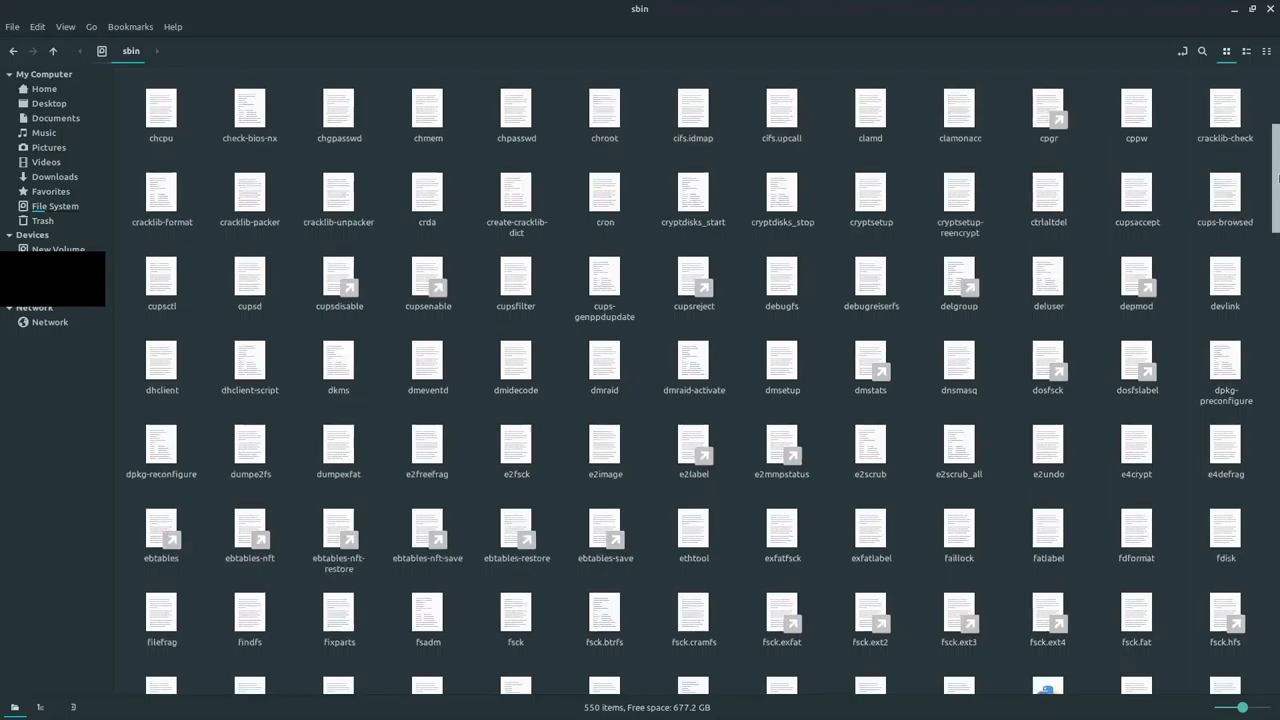 sbin
File Edit View Go Bookmarks Help
sbin
My Computer
Home
Desktop
Documents
Music
Pictures
Videos
Downloads
Favorites
File System
Trash
Devices
New Volume
Network
Network
chcpu check-bios-nx chgpasswd chmem chpasswd chroot cifs.idmap cifs.upcall clamd clamonacc cpgr cppw cracklib-check
cracklib-format cracklib-packer cracklib-unpacker crda create-cracklib-dict cron cryptdisks_start cryptdisks_stop cryptsetup cryptsetup-reencrypt ctrlaltdel cupsaccept cups-browsed
cupsctl cupsd cupsdisable cupsenable cupsfilter cups-genppdupdate cupsreject debugfs debugreiserfs delgroup deluser depmod devlink
dhclient dhclient-script dkms dmeventd dmidecode dmraid dmraid-activate dmsetup dmstats dnsmasq dosfsck dosfslabel dpkg-preconfigure
dpkg-reconfigure dumpe2fs dumpexfat e2freefrag e2fsck e2image e2label e2mmpstatus e2scrub e2scrub_all e2undo e4crypt e4defrag
ebtables ebtables-nft ebtables-nft-restore ebtables-nft-save ebtables-restore ebtables-save ethtool exfatfsck exfatlabel faillock fatlabel fdformat fdisk
filefrag findfs fixparts fsadm fsck fsck.btrfs fsck.cramfs fsck.exfat fsck.ext2 fsck.ext3 fsck.ext4 fsck.fat fsck.hfs
550 items, Free space: 677.2 GB